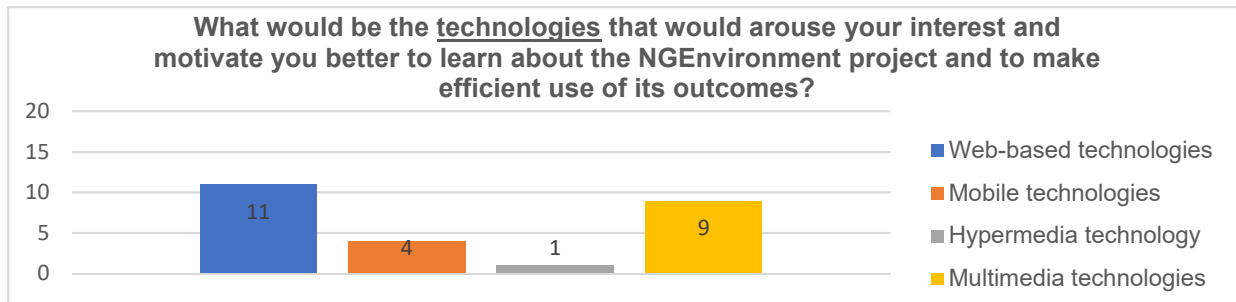 What would be the technologies that would arouse your interest and
motivate you better to learn about the NGEnvironment project and to make
efficient use of its outcomes?
20
15
10
5
0
11
4
1
9
Web-based technologies
Mobile technologies
Hypermedia technology
Multimedia technologies